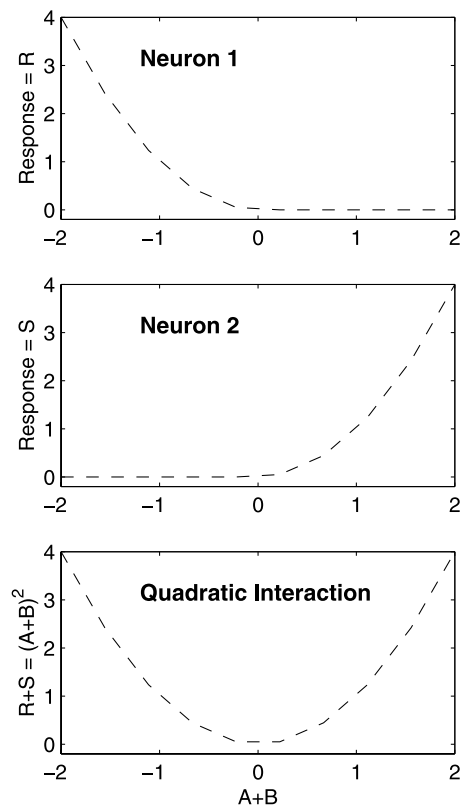 4
3
2
1
0
Response = R
Neuron 1
−2 −1 0 1 2
4
3
2
1
0
Response = S
Neuron 2
−2 −1 0 1 2
4
3
2
1
0
R+S = (A+B)²
Quadratic Interaction
−2 −1 0 1 2
A+B